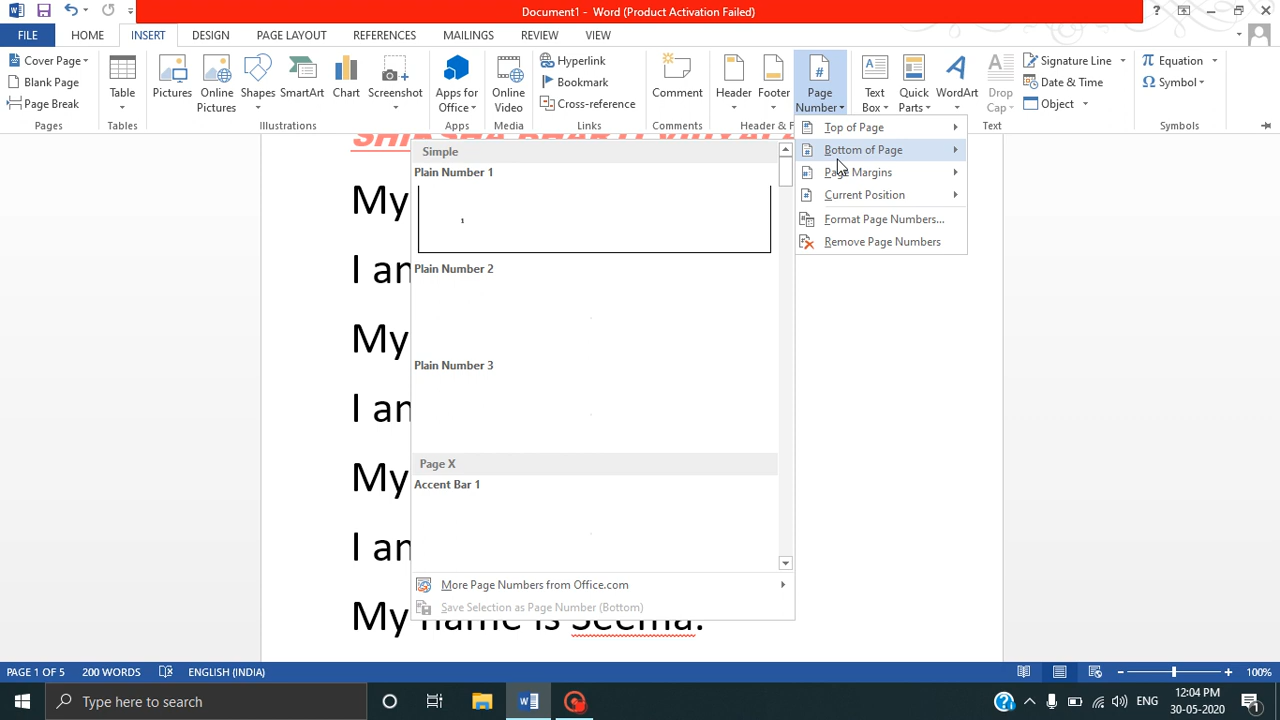 Document1 - Word (Product Activation Failed)
FILE HOME INSERT DESIGN PAGE LAYOUT REFERENCES MAILINGS REVIEW VIEW
Cover Page
Blank Page
Page Break
Pages
Table
Tables
Pictures
Online Pictures
Shapes
SmartArt
Chart
Screenshot
Illustrations
Apps for Office
Apps
Online Video
Media
Hyperlink
Bookmark
Cross-reference
Links
Comment
Comments
Header
Footer
Page Number
Header & F
Text Box
Quick Parts
WordArt
Drop Cap
Signature Line
Date & Time
Object
Text
Equation
Symbol
Symbols
Top of Page
Bottom of Page
Page Margins
Current Position
Format Page Numbers...
Remove Page Numbers
Simple
Plain Number 1
1
Plain Number 2
Plain Number 3
Page X
Accent Bar 1
More Page Numbers from Office.com
Save Selection as Page Number (Bottom)
My
I am
My
I am
My
I am
My name is Seema.
PAGE 1 OF 5 200 WORDS ENGLISH (INDIA) 100%
Type here to search
ENG
12:04 PM
30-05-2020
1